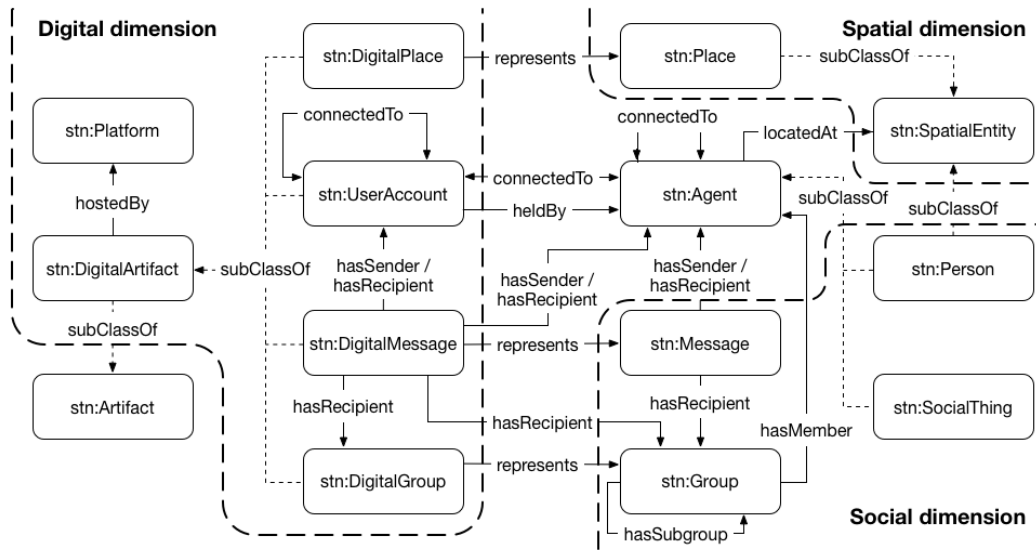 Digital dimension
Spatial dimension
stn:DigitalPlace
represents
stn:Place
subClassOf
stn:Platform
connectedTo
connectedTo
locatedAt
stn:SpatialEntity
hostedBy
stn:UserAccount
connectedTo
heldBy
stn:Agent
subClassOf
subClassOf
stn:DigitalArtifact
subClassOf
hasSender /
hasRecipient
hasSender /
hasRecipient
hasSender /
hasRecipient
stn:Person
subClassOf
stn:DigitalMessage
represents
stn:Message
stn:Artifact
hasRecipient
hasRecipient
hasRecipient
stn:SocialThing
hasMember
stn:DigitalGroup
represents
stn:Group
hasSubgroup
Social dimension